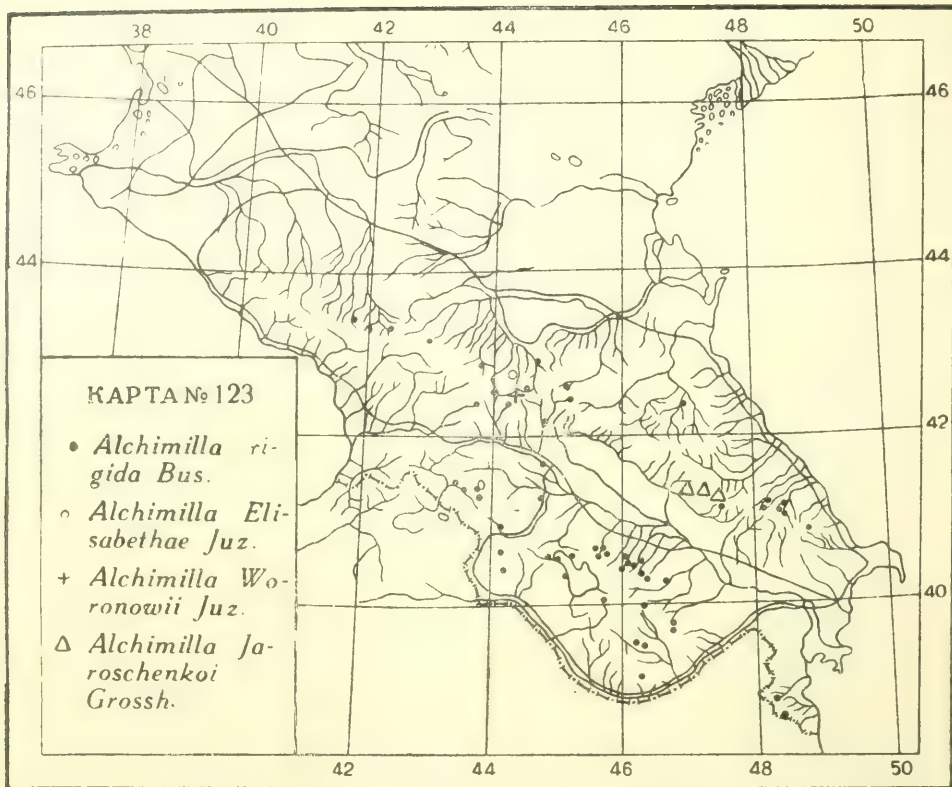 38 40 42 44 46 48 50 51
46 46
44 44
КАРТА № 123
Alchimilla ri-
gida Bus.
Alchimilla Eli-
sabethae Juz.
Alchimilla Wo-
ronowii Juz.
Alchimilla Ja-
roschenkoi
Grossh.
42
40
42 44 46 48 50